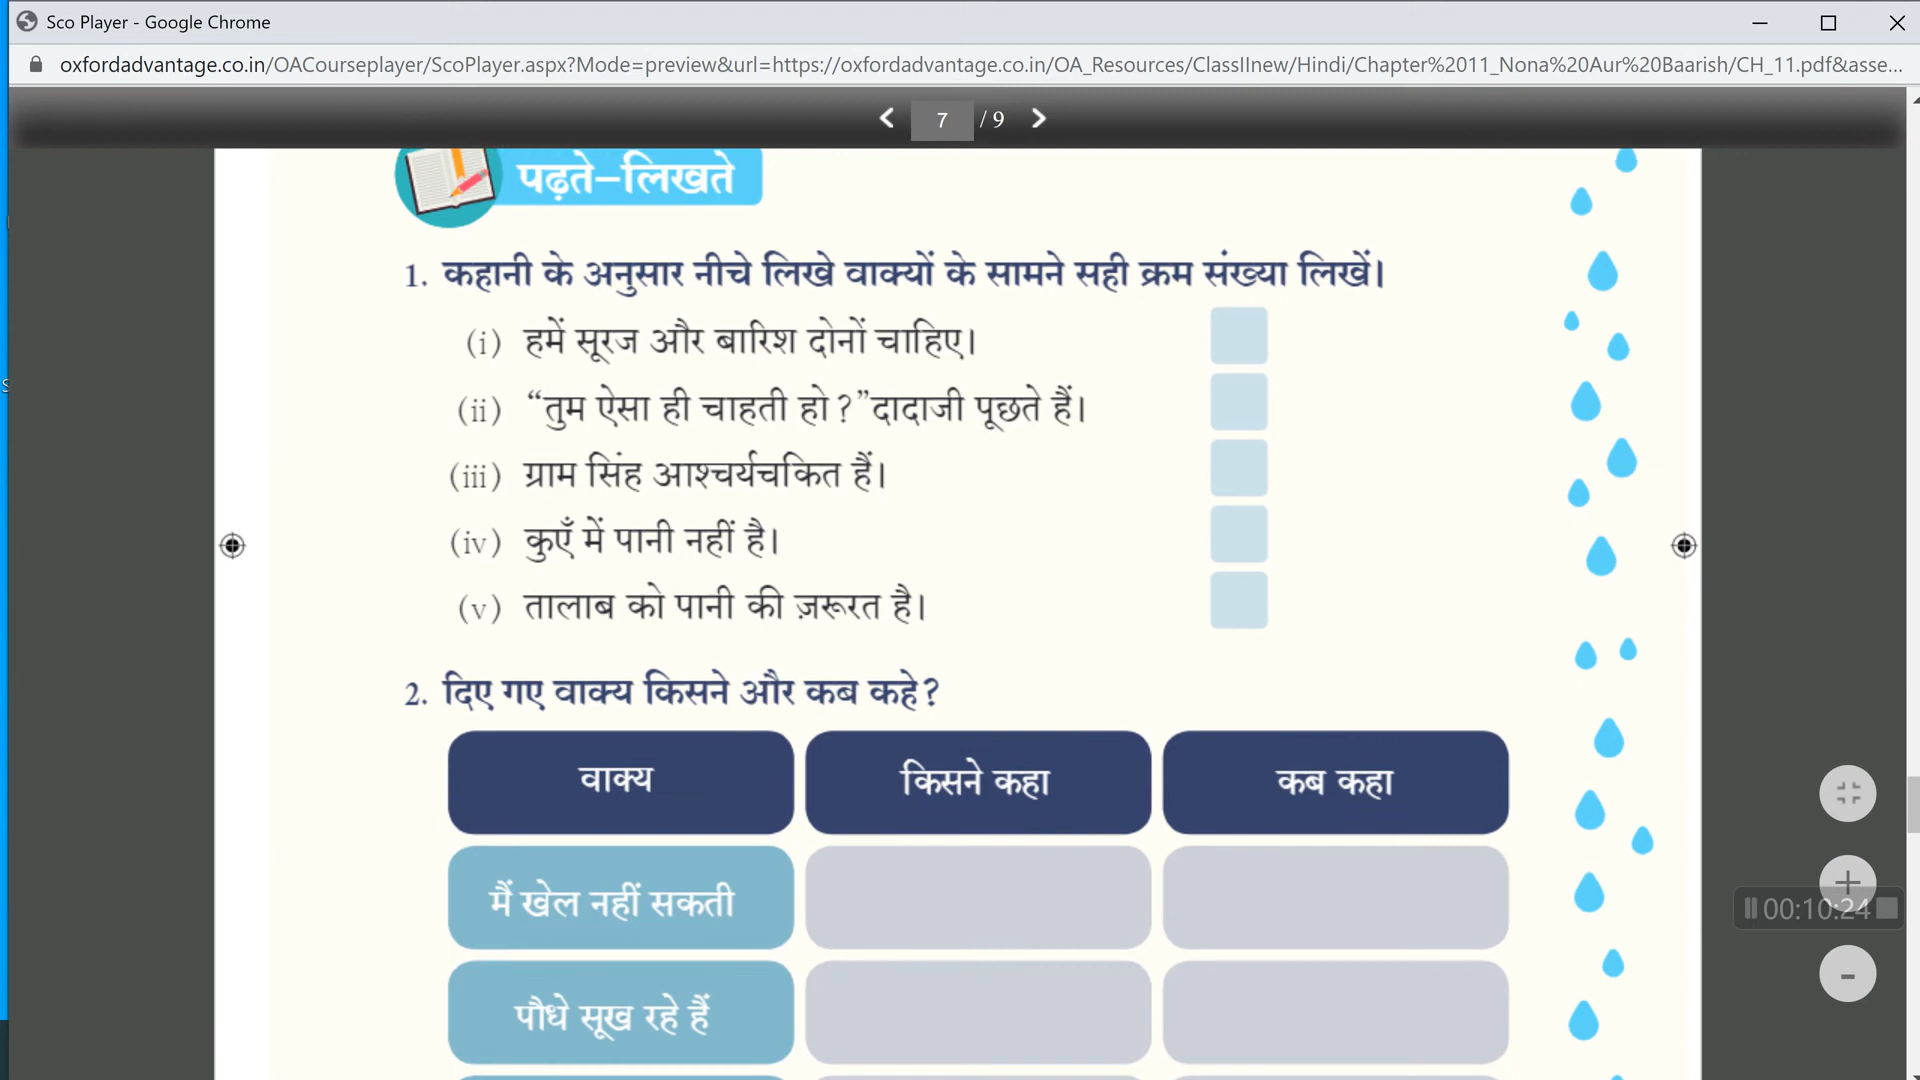 Sco Player - Google Chrome
oxfordadvantage.co.in/OACourseplayer/ScoPlayer.aspx?Mode=preview&url=https://oxfordadvantage.co.in/OA_Resources/ClassIInew/Hindi/Chapter%2011_Nona%20Aur%20Baarish/CH_11.pdf&asse...
7 / 9
पढ़ते–लिखते
1. कहानी के अनुसार नीचे लिखे वाक्यों के सामने सही क्रम संख्या लिखें।
(i) हमें सूरज और बारिश दोनों चाहिए।
(ii) “तुम ऐसा ही चाहती हो?”दादाजी पूछते हैं।
(iii) ग्राम सिंह आश्चर्यचकित हैं।
(iv) कुएँ में पानी नहीं है।
(v) तालाब को पानी की ज़रूरत है।
2. दिए गए वाक्य किसने और कब कहे?
वाक्य किसने कहा कब कहा
मैं खेल नहीं सकती
00:10:24
पौधे सूख रहे हैं